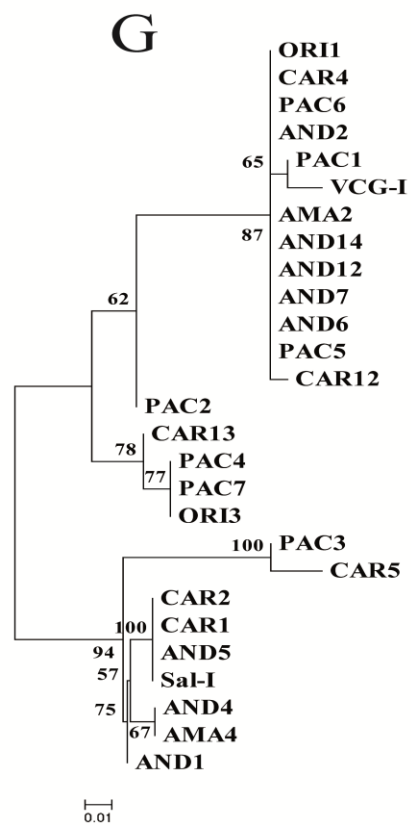 G
ORI1
CAR4
PAC6
AND2
65
PAC1
VCG-I
AMA2
87
AND14
AND12
AND7
AND6
62
PAC5
CAR12
PAC2
CAR13
78
PAC4
77
PAC7
ORI3
100
PAC3
CAR5
CAR2
100
CAR1
94
AND5
57
Sal-I
75
AND4
67
AMA4
AND1
0.01